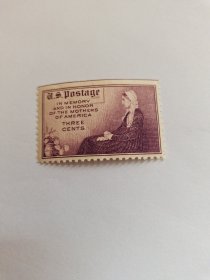 U.S. Postage
IN MEMORY
AND IN HONOR
OF THE MOTHERS
OF AMERICA
THREE
CENTS